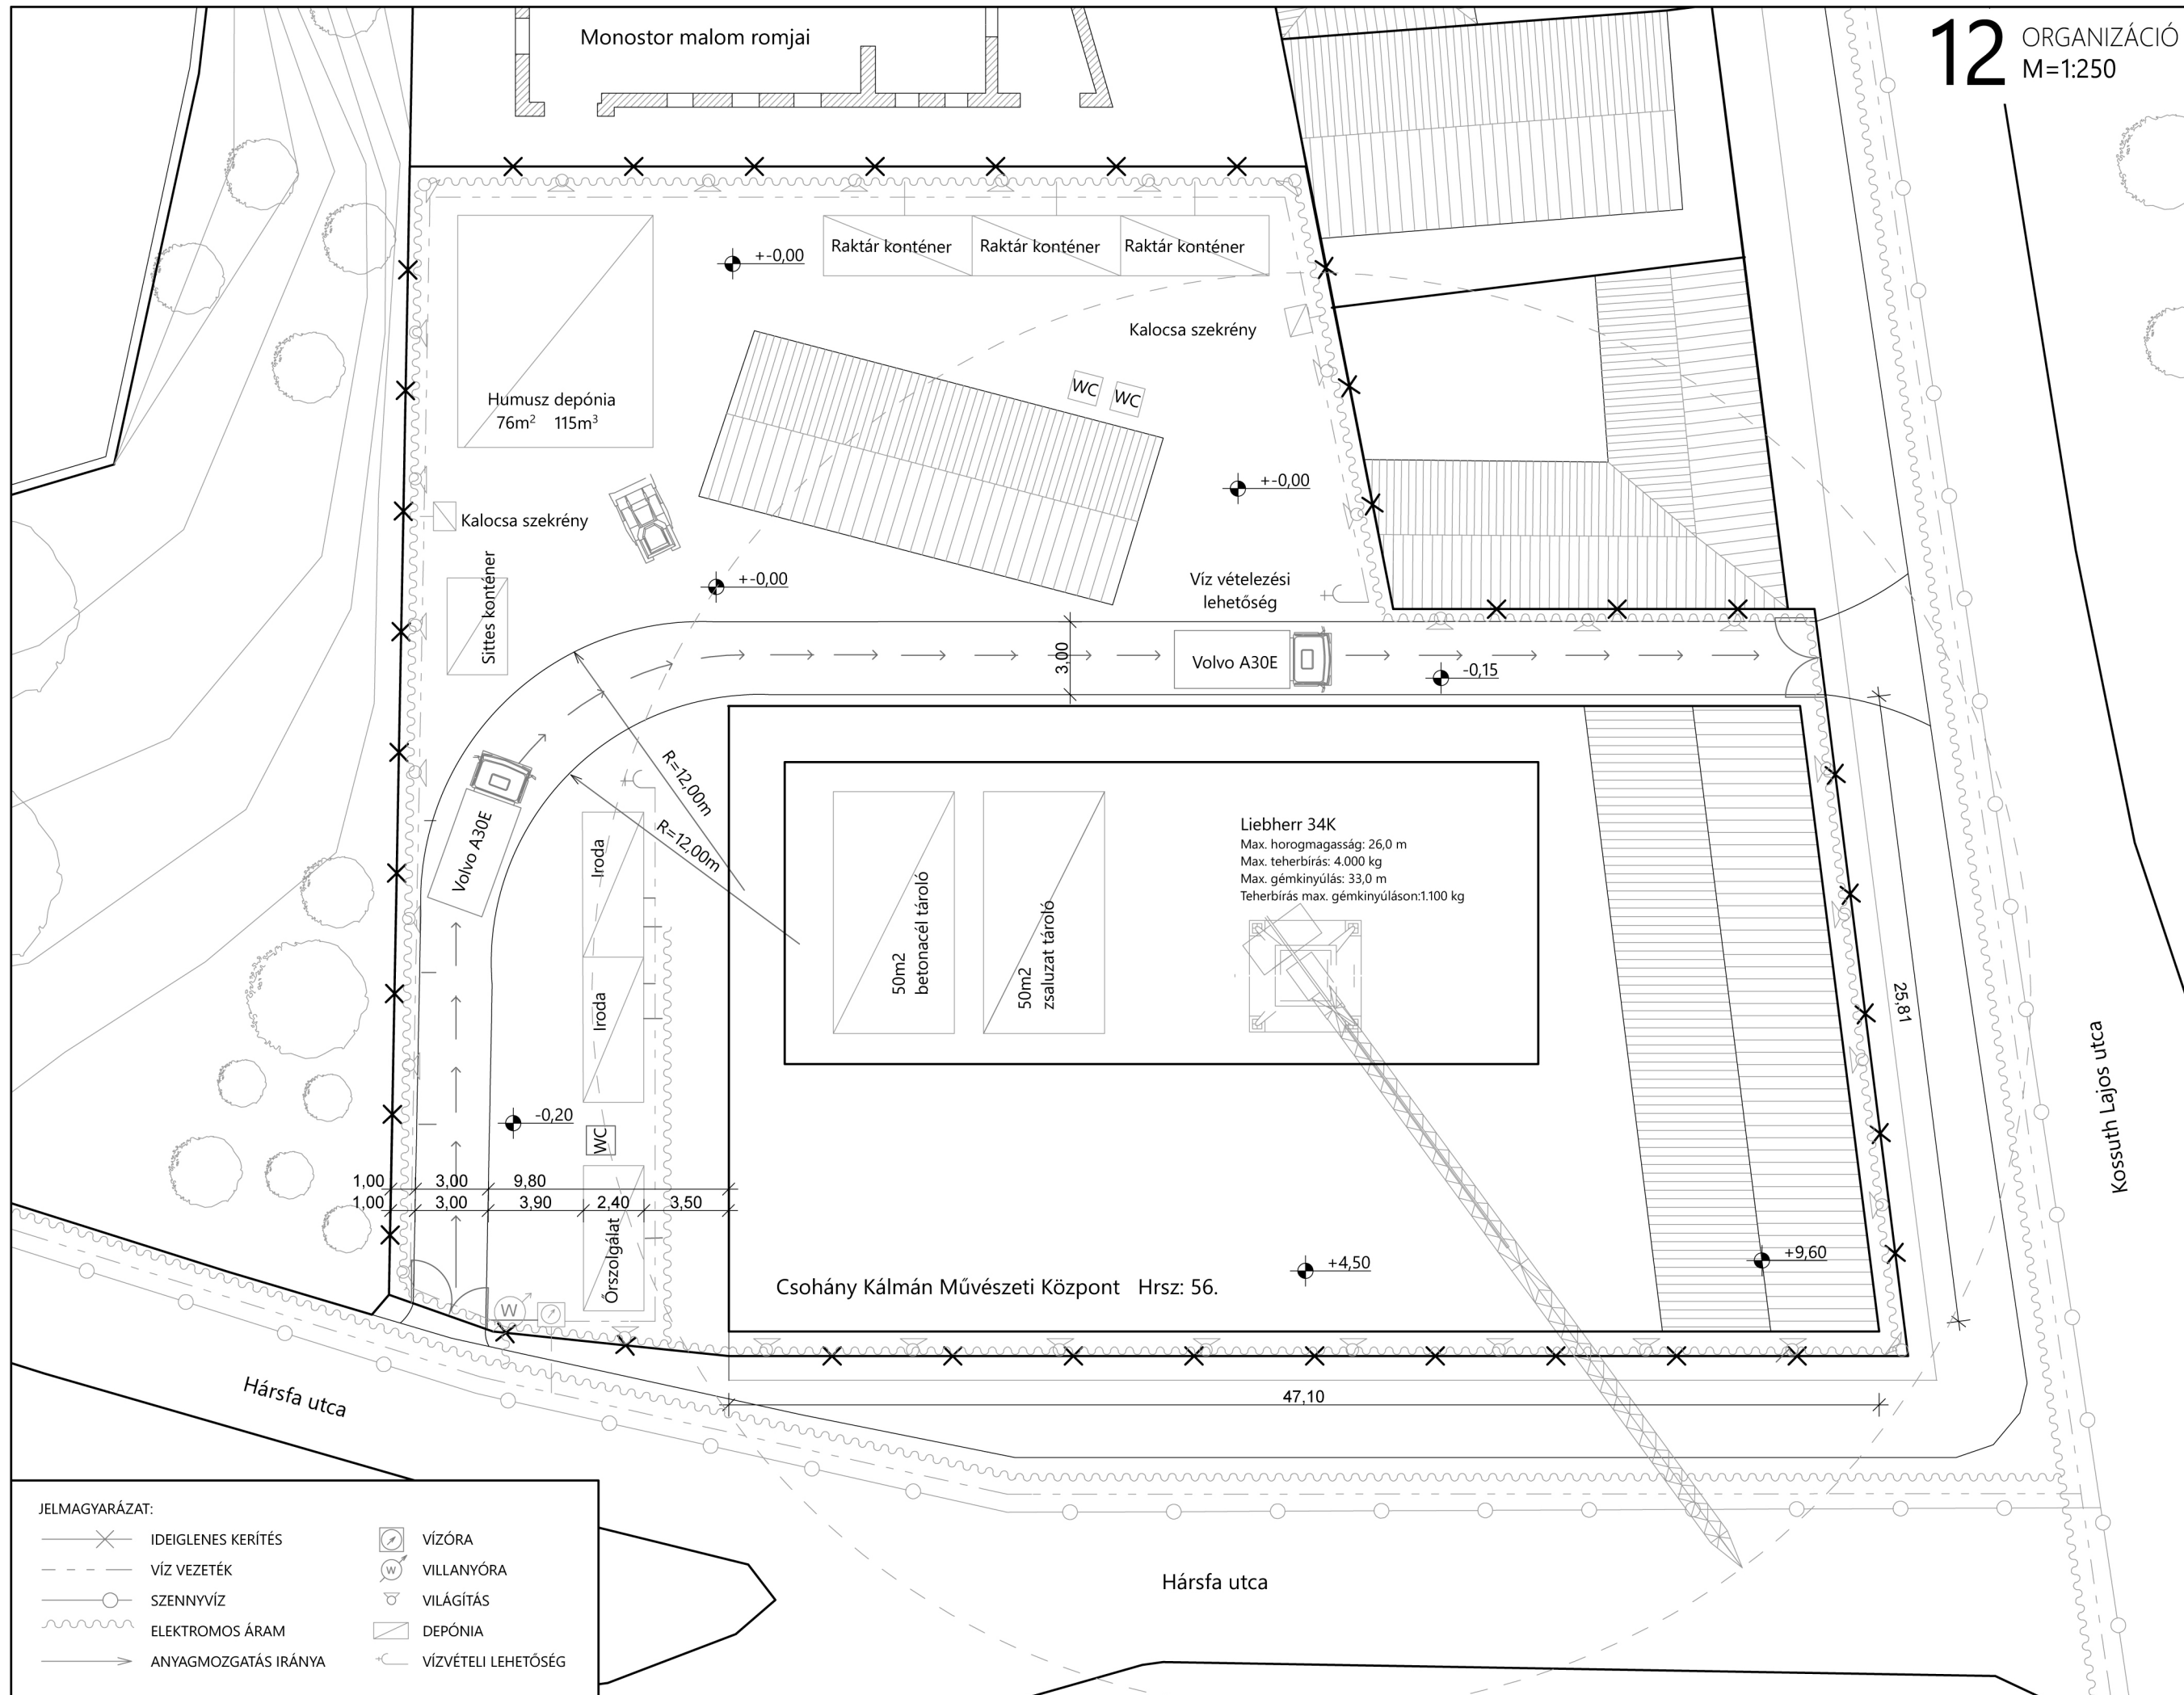 Monostor malom romjai
12
ORGANIZÁCIÓ
M=1:250
Raktár konténer
Raktár konténer
Raktár konténer
+-0,00
Kalocsa szekrény
Humusz depónia
76m² 115m³
WC
WC
+-0,00
Kalocsa szekrény
Sittes konténer
+-0,00
Víz vételezési
lehetőség
3,00
Volvo A30E
-0,15
R=12,00m
R=12,00m
Volvo A30E
Iroda
Iroda
50m2
betonacél tároló
50m2
zsaluzat tároló
Liebherr 34K
Max. horogmagasság: 26,0 m
Max. teherbírás: 4.000 kg
Max. gémkinyúlás: 33,0 m
Teherbírás max. gémkinyúláson:1.100 kg
25,81
Kossuth Lajos utca
-0,20
WC
1,00 3,00 9,80
1,00 3,00 3,90 2,40 3,50
Őrszolgálat
W
+4,50
+9,60
Csohány Kálmán Művészeti Központ Hrsz: 56.
47,10
Hársfa utca
Hársfa utca
JELMAGYARÁZAT:
IDEIGLENES KERÍTÉS
VÍZ VEZETÉK
SZENNYVÍZ
ELEKTROMOS ÁRAM
ANYAGMOZGATÁS IRÁNYA
VÍZÓRA
W
VILLANYÓRA
VILÁGÍTÁS
DEPÓNIA
VÍZVÉTELI LEHETŐSÉG